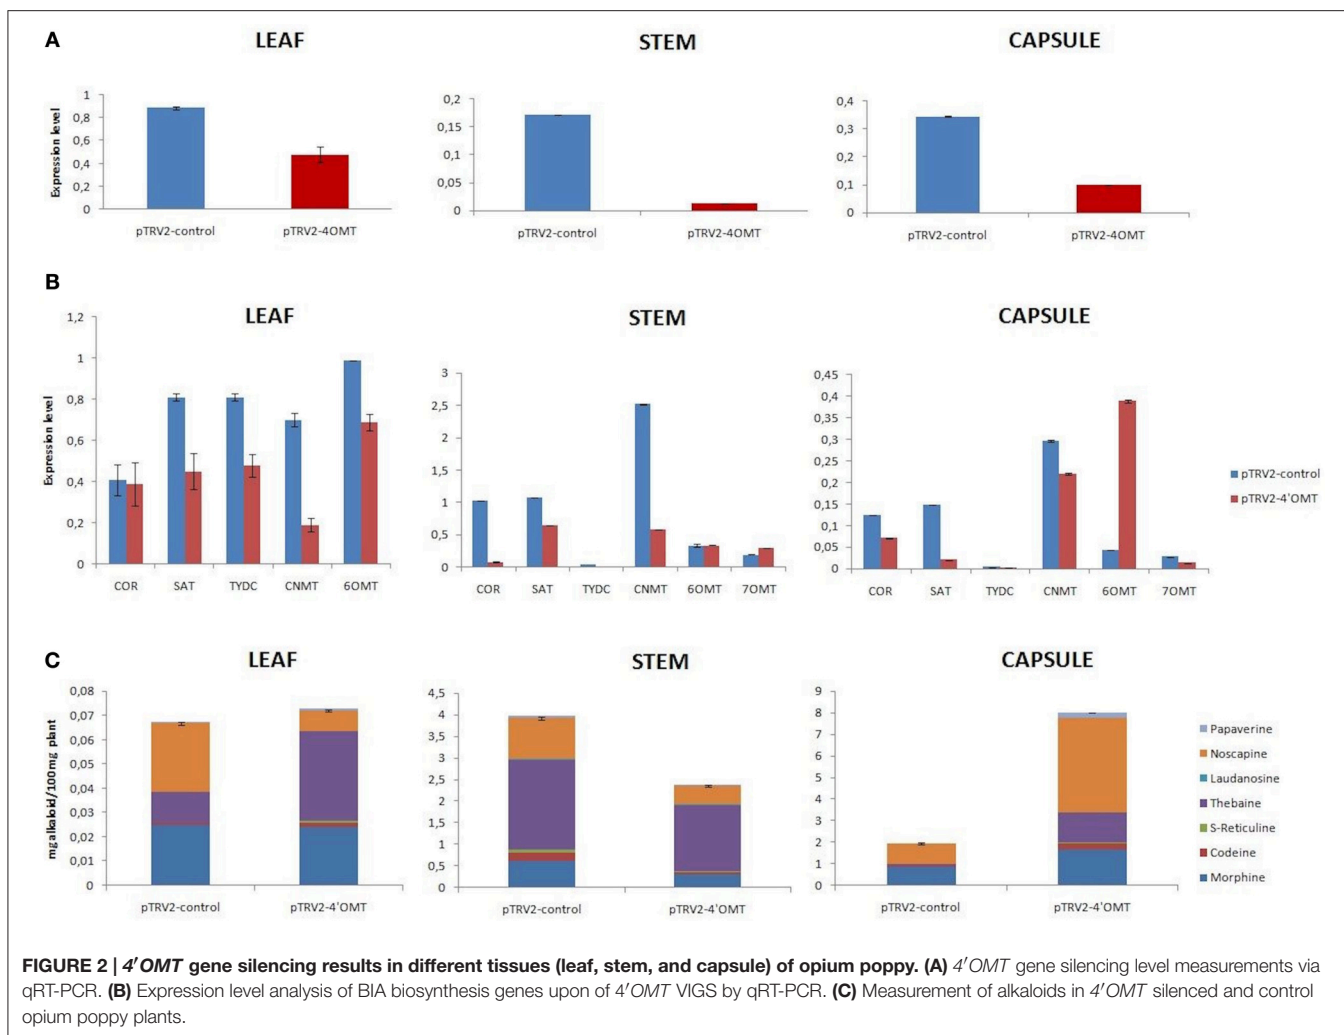 A
LEAF
STEM
CAPSULE
Expression level
1
0,8
0,6
0,4
0,2
0
pTRV2-control
pTRV2-4OMT
0,2
0,15
0,1
0,05
0
pTRV2-control
pTRV2-4OMT
0,4
0,3
0,2
0,1
0
pTRV2-control
pTRV2-4OMT
B
LEAF
STEM
CAPSULE
Expression level
1,2
1
0,8
0,6
0,4
0,2
0
COR SAT TYDC CNMT 6OMT
3
2,5
2
1,5
1
0,5
0
COR SAT TYDC CNMT 6OMT 7OMT
0,45
0,4
0,35
0,3
0,25
0,2
0,15
0,1
0,05
0
COR SAT TYDC CNMT 6OMT 7OMT
pTRV2-control
pTRV2-4'OMT
C
LEAF
STEM
CAPSULE
mg alkaloid/100mg plant
0,08
0,07
0,06
0,05
0,04
0,03
0,02
0,01
0
pTRV2-control
pTRV2-4'OMT
4,5
4
3,5
3
2,5
2
1,5
1
0,5
0
pTRV2-control
pTRV2-4'OMT
9
8
7
6
5
4
3
2
1
0
pTRV2-control
pTRV2-4'OMT
Papaverine
Noscapine
Laudanosine
Thebaine
S-Reticuline
Codeine
Morphine
FIGURE 2 | 4′OMT gene silencing results in different tissues (leaf, stem, and capsule) of opium poppy. (A) 4′OMT gene silencing level measurements via
qRT-PCR. (B) Expression level analysis of BIA biosynthesis genes upon of 4′OMT VIGS by qRT-PCR. (C) Measurement of alkaloids in 4′OMT silenced and control
opium poppy plants.